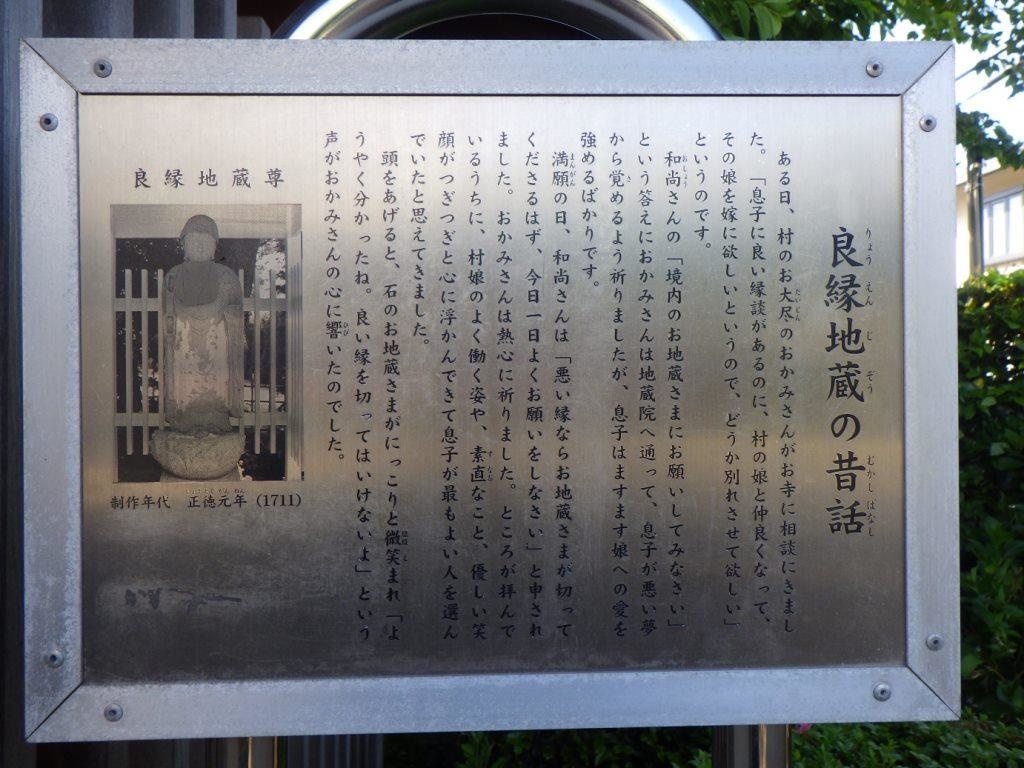 良縁地蔵の昔話
りょうえんじぞう むかしはなし
ある日、村のお大尽のおかみさんがお寺に相談にきまし
た。「息子に良い縁談があるのに、村の娘と仲良くなって、
その娘を嫁に欲しいというので、どうか別れさせて欲しい」
というのです。
和尚さんの「境内のお地蔵さまにお願いしてみなさい」
という答えにおかみさんは地蔵院へ通って、息子が悪い夢
から覚めるよう祈りましたが、息子はますます娘への愛を
強めるばかりです。
満願の日、和尚さんは「悪い縁ならお地蔵さまが切って
くださるはず、今日一日よくお願いをしなさい」と申され
ました。おかみさんは熱心に祈りました。ところが拝んで
いるうちに、村娘のよく働く姿や、素直なこと、優しい笑
顔がつぎつぎと心に浮かんできて息子が最もよい人を選ん
でいたと思えてきました。
頭をあげると、石のお地蔵さまがにっこりと微笑まれ「よ
うやく分かったね。良い縁を切ってはいけないよ」という
声がおかみさんの心に響いたのでした。
良縁地蔵尊
制作年代 正徳元年(1711)